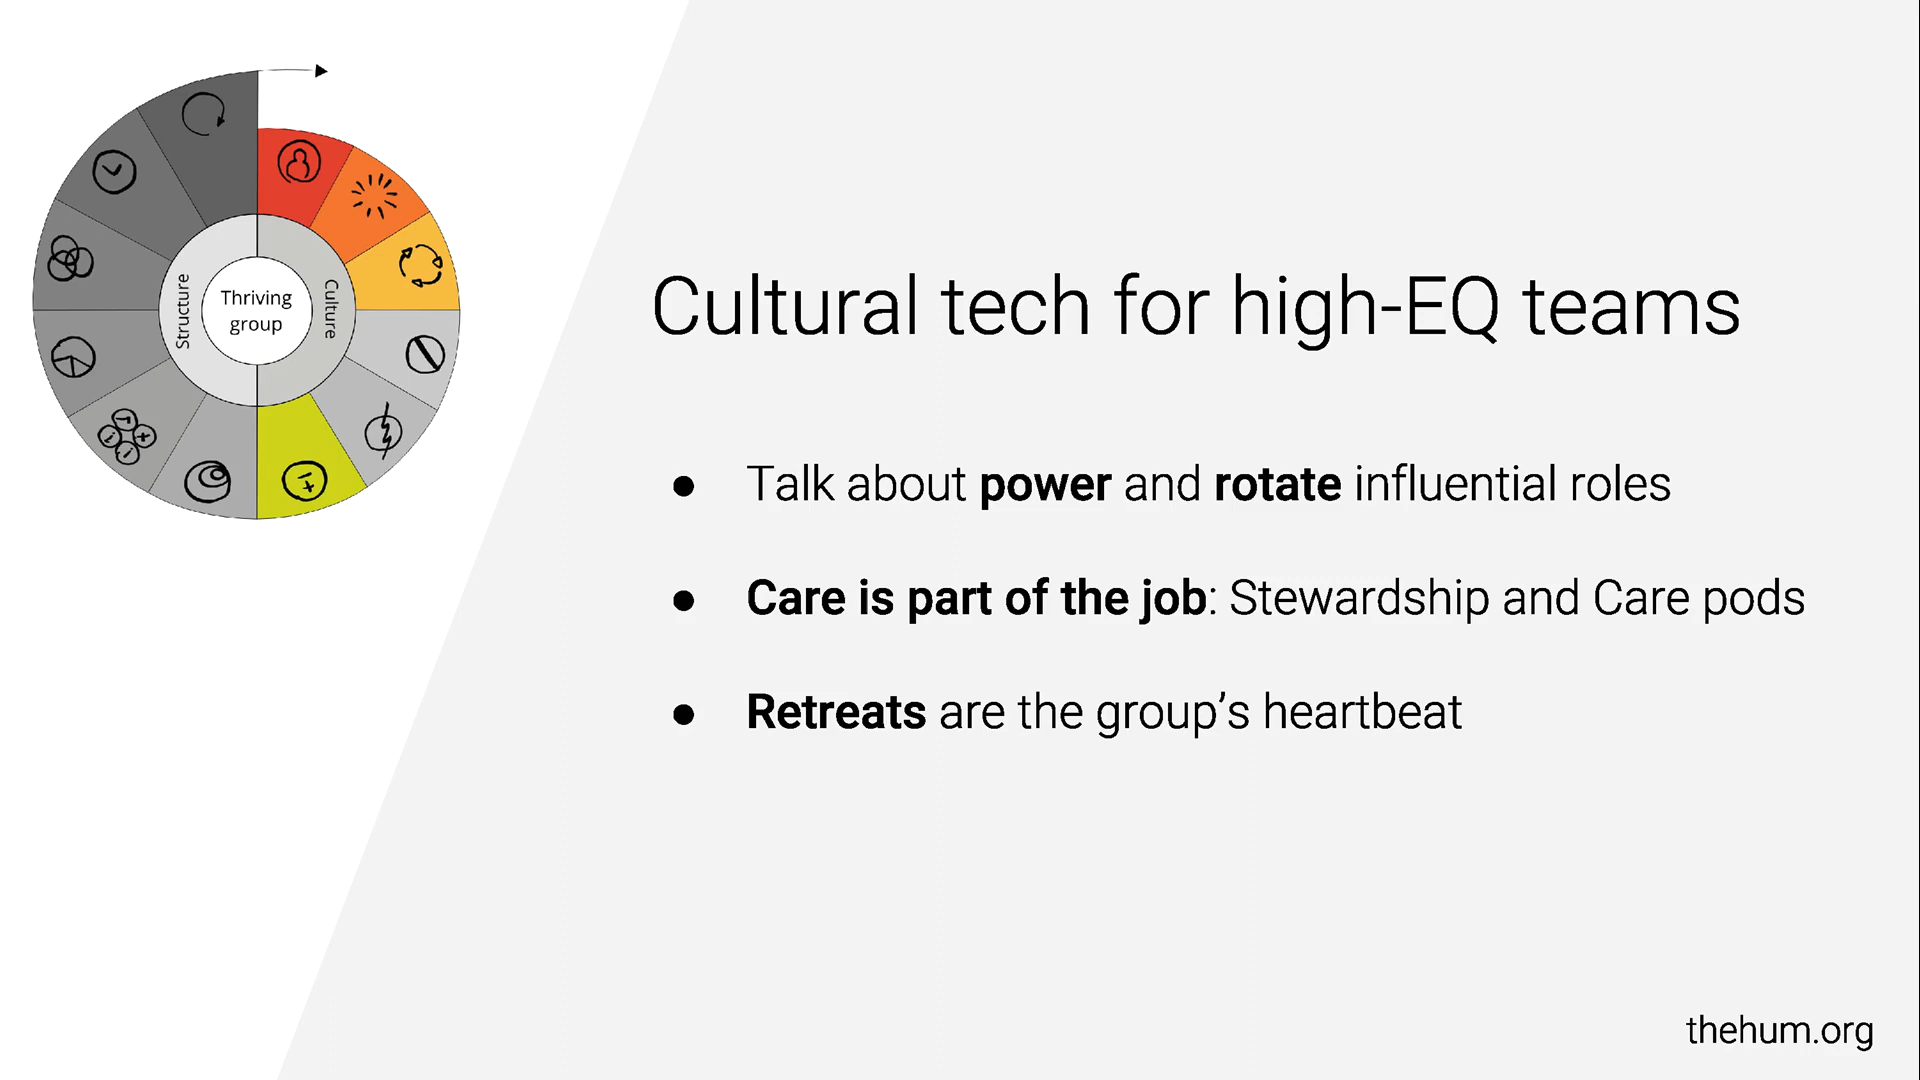 Thriving
group
Structure
Culture
Cultural tech for high-EQ teams
● Talk about power and rotate influential roles
● Care is part of the job: Stewardship and Care pods
● Retreats are the group’s heartbeat
thehum.org